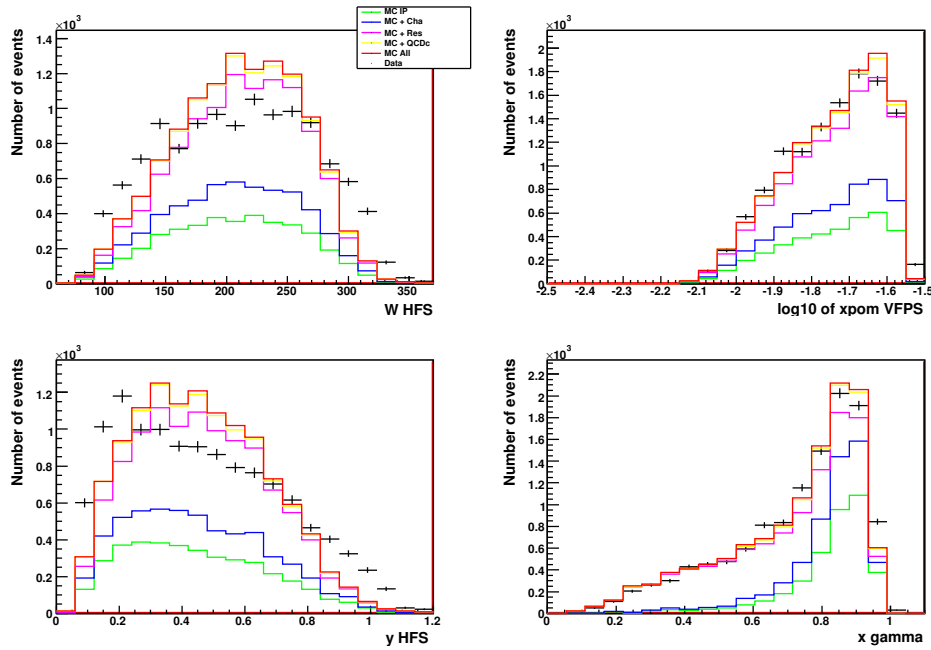 ×10³
Number of events
1.4
1.2
1
0.8
0.6
0.4
0.2
0
100 150 200 250 300 350
W HFS
MC IP
MC + Cha
MC + Res
MC + QCDc
MC All
Data
×10³
Number of events
2
1.8
1.6
1.4
1.2
1
0.8
0.6
0.4
0.2
0
-2.5 -2.4 -2.3 -2.2 -2.1 -2 -1.9 -1.8 -1.7 -1.6 -1.5
log10 of xpom VFPS
×10³
Number of events
1.2
1
0.8
0.6
0.4
0.2
0
0 0.2 0.4 0.6 0.8 1 1.2
y HFS
×10³
Number of events
2.2
2
1.8
1.6
1.4
1.2
1
0.8
0.6
0.4
0.2
0
0 0.2 0.4 0.6 0.8 1
x gamma